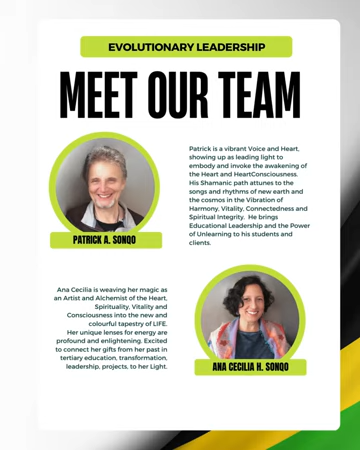 EVOLUTIONARY LEADERSHIP
MEET OUR TEAM
Patrick is a vibrant Voice and Heart,
showing up as leading light to
embody and invoke the awakening of
the Heart and HeartConsciousness.
His Shamanic path attunes to the
songs and rhythms of new earth and
the cosmos in the Vibration of
Harmony, Vitality, Connectedness and
Spiritual Integrity. He brings
Educational Leadership and the Power
of Unlearning to his students and
clients.
PATRICK A. SONQO
Ana Cecilia is weaving her magic as
an Artist and Alchemist of the Heart.
Spirituality, Vitality and
Consciousness into the new and
colourful tapestry of LIFE.
Her unique lenses for energy are
profound and enlightening. Excited
to connect her gifts from her past in
tertiary education, transformation,
leadership, projects, to her Light.
ANA CECILIA H. SONQO